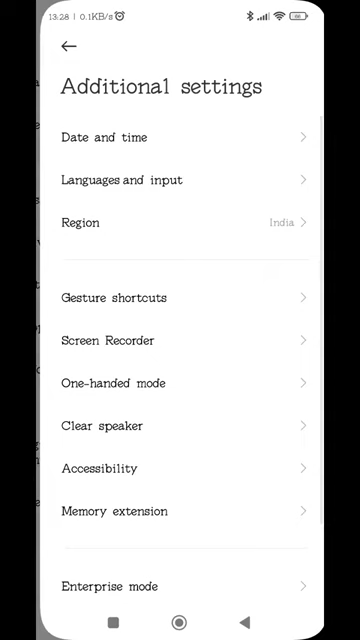 13:28 | 0.1KB/s
Additional settings
Date and time
Languages and input
Region India
Gesture shortcuts
Screen Recorder
One-handed mode
Clear speaker
Accessibility
Memory extension
Enterprise mode